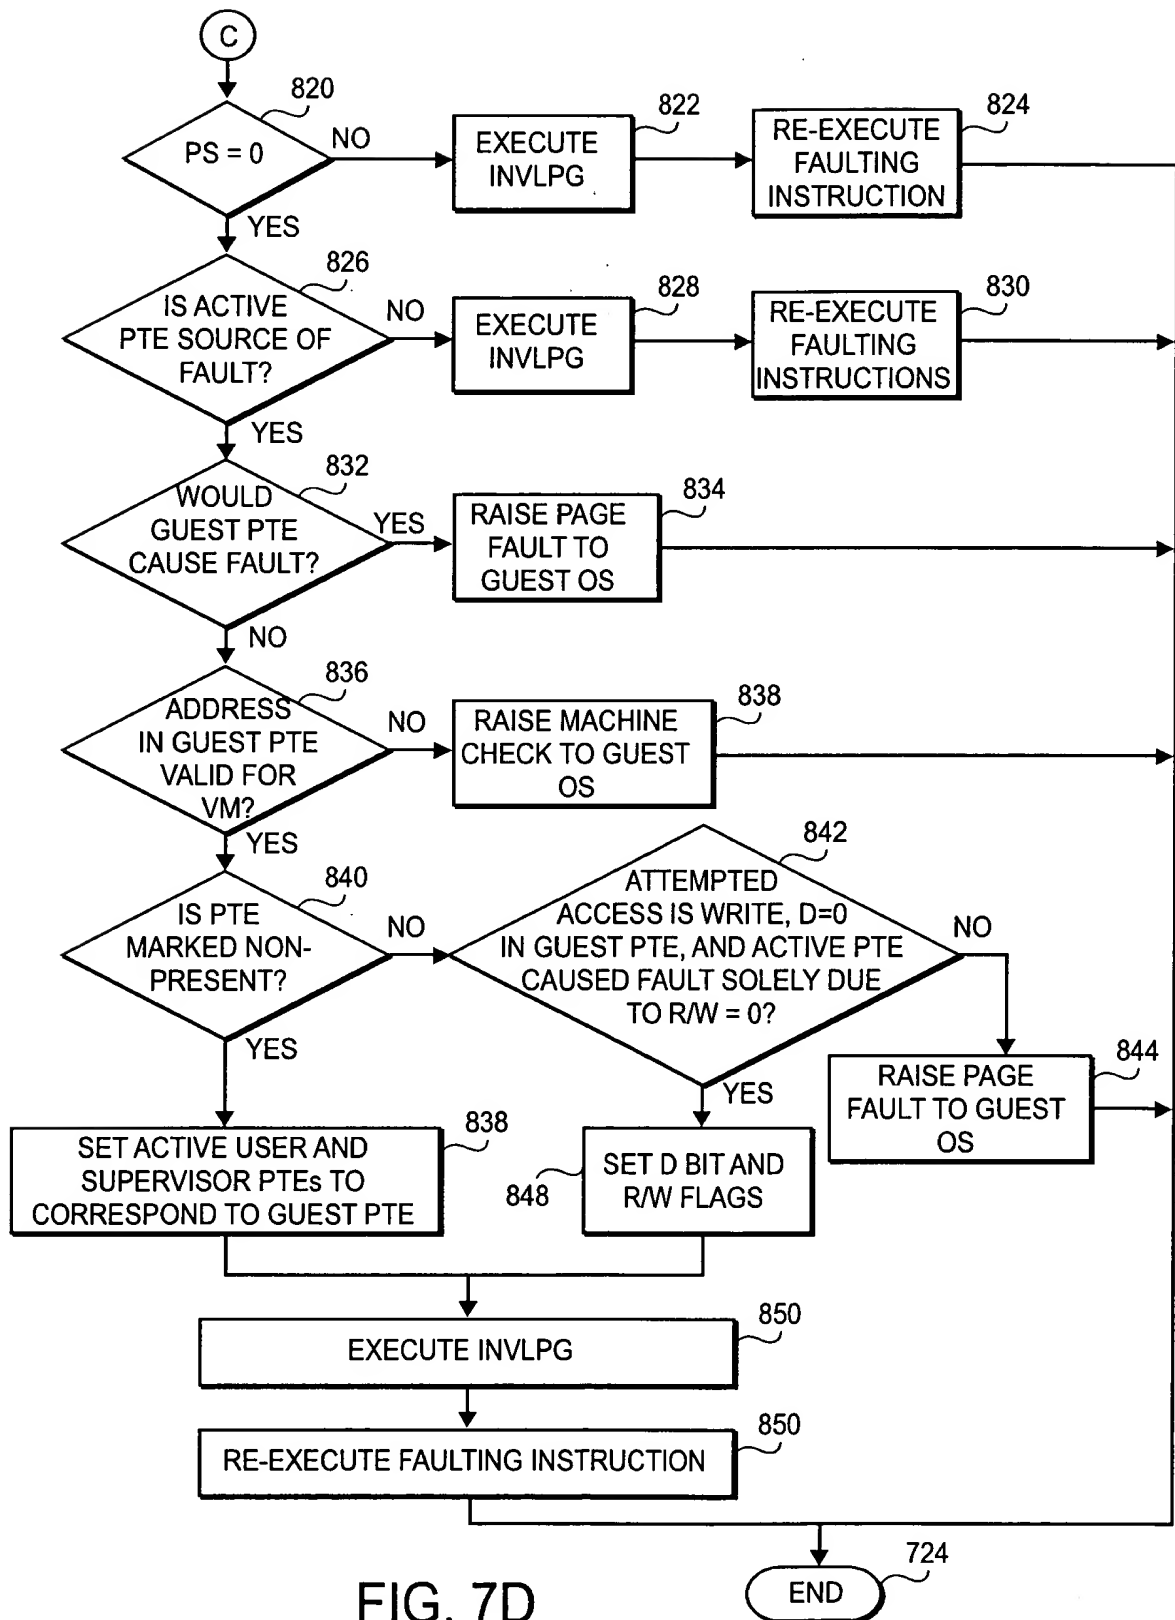 C
820
PS = 0
NO
EXECUTE
INVLPG
822
RE-EXECUTE
FAULTING
INSTRUCTION
824
YES
826
IS ACTIVE
PTE SOURCE OF
FAULT?
NO
EXECUTE
INVLPG
828
RE-EXECUTE
FAULTING
INSTRUCTIONS
830
YES
832
WOULD
GUEST PTE
CAUSE FAULT?
YES
RAISE PAGE
FAULT TO
GUEST OS
834
NO
836
ADDRESS
IN GUEST PTE
VALID FOR
VM?
NO
RAISE MACHINE
CHECK TO GUEST
OS
838
YES
840
IS PTE
MARKED NON-
PRESENT?
NO
842
ATTEMPTED
ACCESS IS WRITE, D=0
IN GUEST PTE, AND ACTIVE PTE
CAUSED FAULT SOLELY DUE
TO R/W = 0?
NO
RAISE PAGE
FAULT TO GUEST
OS
844
YES
YES
SET ACTIVE USER AND
SUPERVISOR PTEs TO
CORRESPOND TO GUEST PTE
838
SET D BIT AND
R/W FLAGS
848
EXECUTE INVLPG
850
RE-EXECUTE FAULTING INSTRUCTION
850
END
724
FIG. 7D